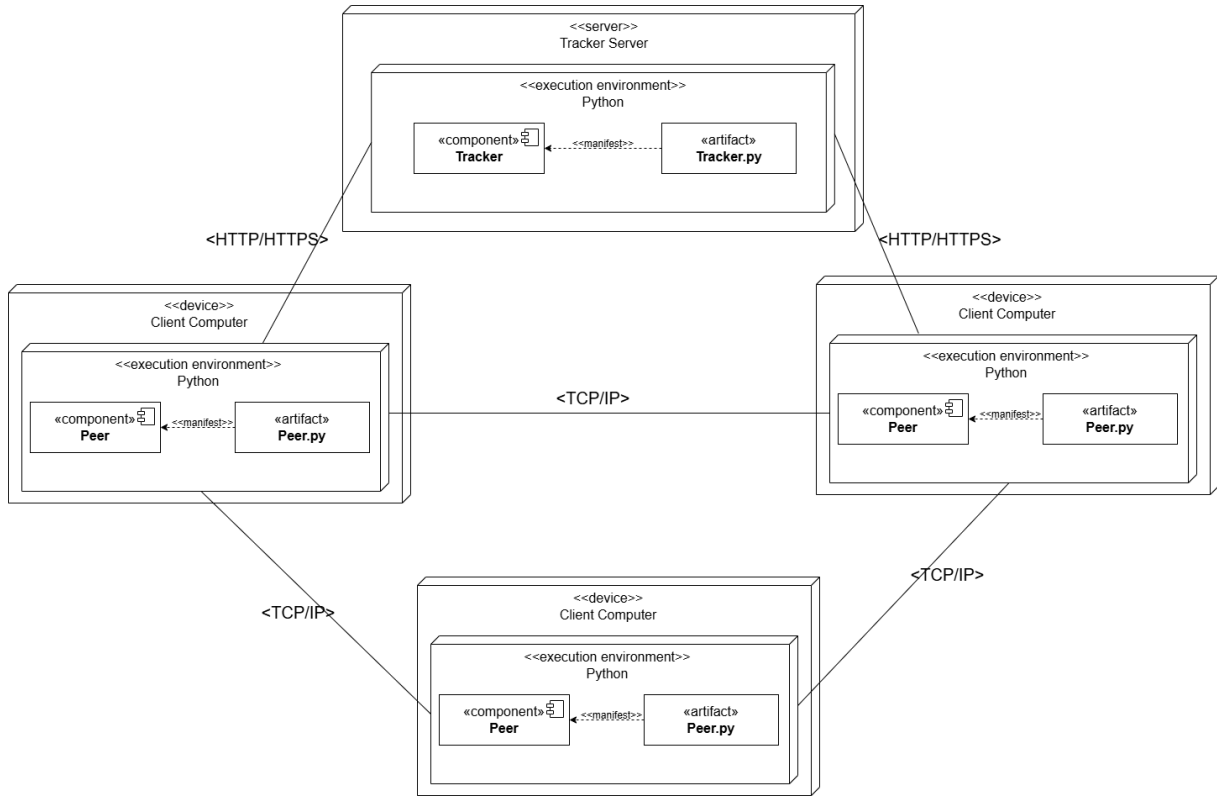 <<server>>
Tracker Server
<<execution environment>>
Python
«component»
Tracker
<<manifest>>
«artifact»
Tracker.py
<HTTP/HTTPS>
<HTTP/HTTPS>
<<device>>
Client Computer
<<execution environment>>
Python
«component»
Peer
<<manifest>>
«artifact»
Peer.py
<TCP/IP>
<<device>>
Client Computer
<<execution environment>>
Python
«component»
Peer
<<manifest>>
«artifact»
Peer.py
<TCP/IP>
<TCP/IP>
<<device>>
Client Computer
<<execution environment>>
Python
«component»
Peer
<<manifest>>
«artifact»
Peer.py